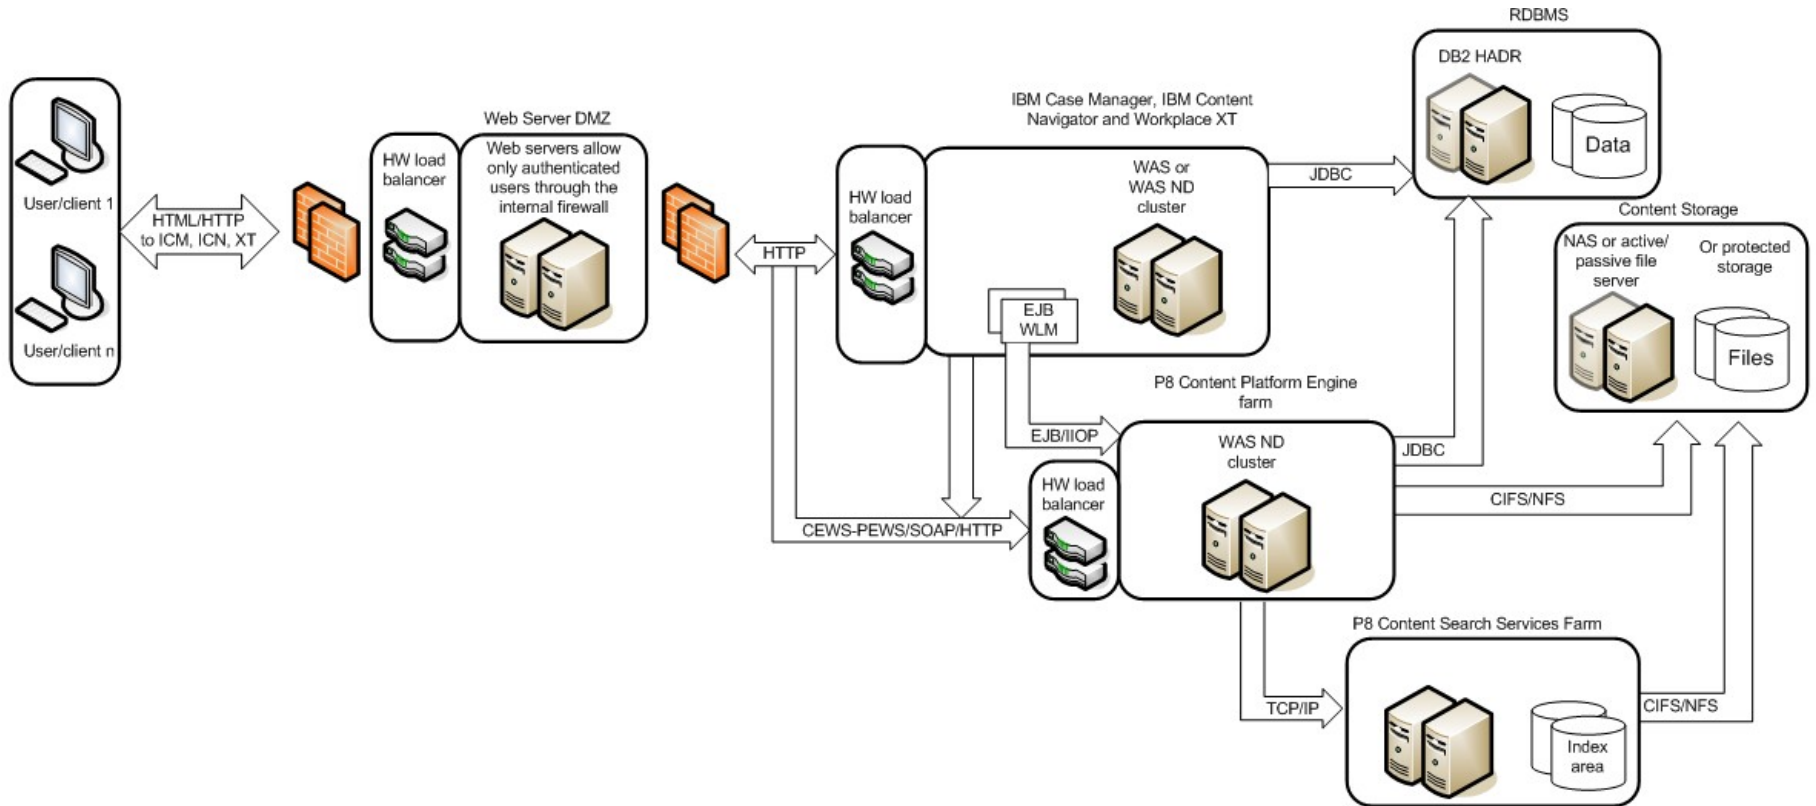 User/client 1
User/client n
HTML/HTTP
to ICM, ICN, XT
Web Server DMZ
HW load
balancer
Web servers allow
only authenticated
users through the
internal firewall
HTTP
IBM Case Manager, IBM Content
Navigator and Workplace XT
HW load
balancer
WAS or
WAS ND
cluster
EJB
WLM
JDBC
RDBMS
DB2 HADR
Data
Content Storage
NAS or active/
passive file
server
Or protected
storage
Files
P8 Content Platform Engine
farm
EJB/IIOP
WAS ND
cluster
HW load
balancer
CEWS-PEWS/SOAP/HTTP
JDBC
CIFS/NFS
P8 Content Search Services Farm
TCP/IP
Index
area
CIFS/NFS